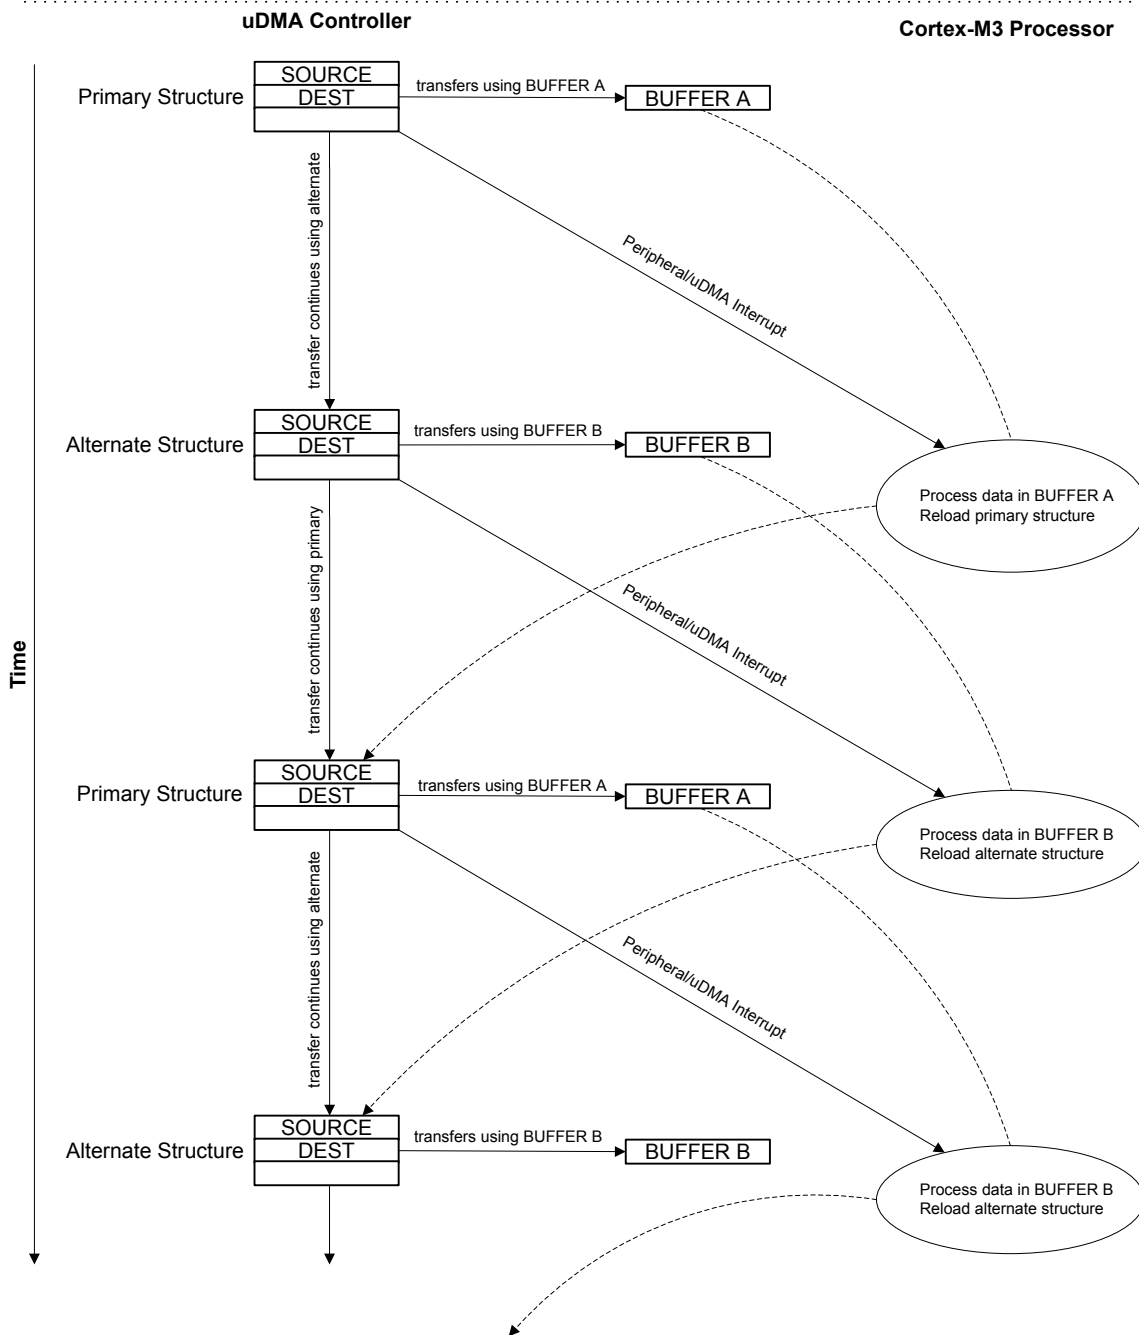 uDMA Controller
Cortex-M3 Processor
SOURCE
Primary Structure
DEST
transfers using BUFFER A
BUFFER A
transfer continues using alternate
Peripheral/uDMA Interrupt
SOURCE
Alternate Structure
DEST
transfers using BUFFER B
BUFFER B
Process data in BUFFER A
Reload primary structure
transfer continues using primary
Peripheral/uDMA Interrupt
Time
SOURCE
Primary Structure
DEST
transfers using BUFFER A
BUFFER A
Process data in BUFFER B
Reload alternate structure
transfer continues using alternate
Peripheral/uDMA Interrupt
SOURCE
Alternate Structure
DEST
transfers using BUFFER B
BUFFER B
Process data in BUFFER B
Reload alternate structure